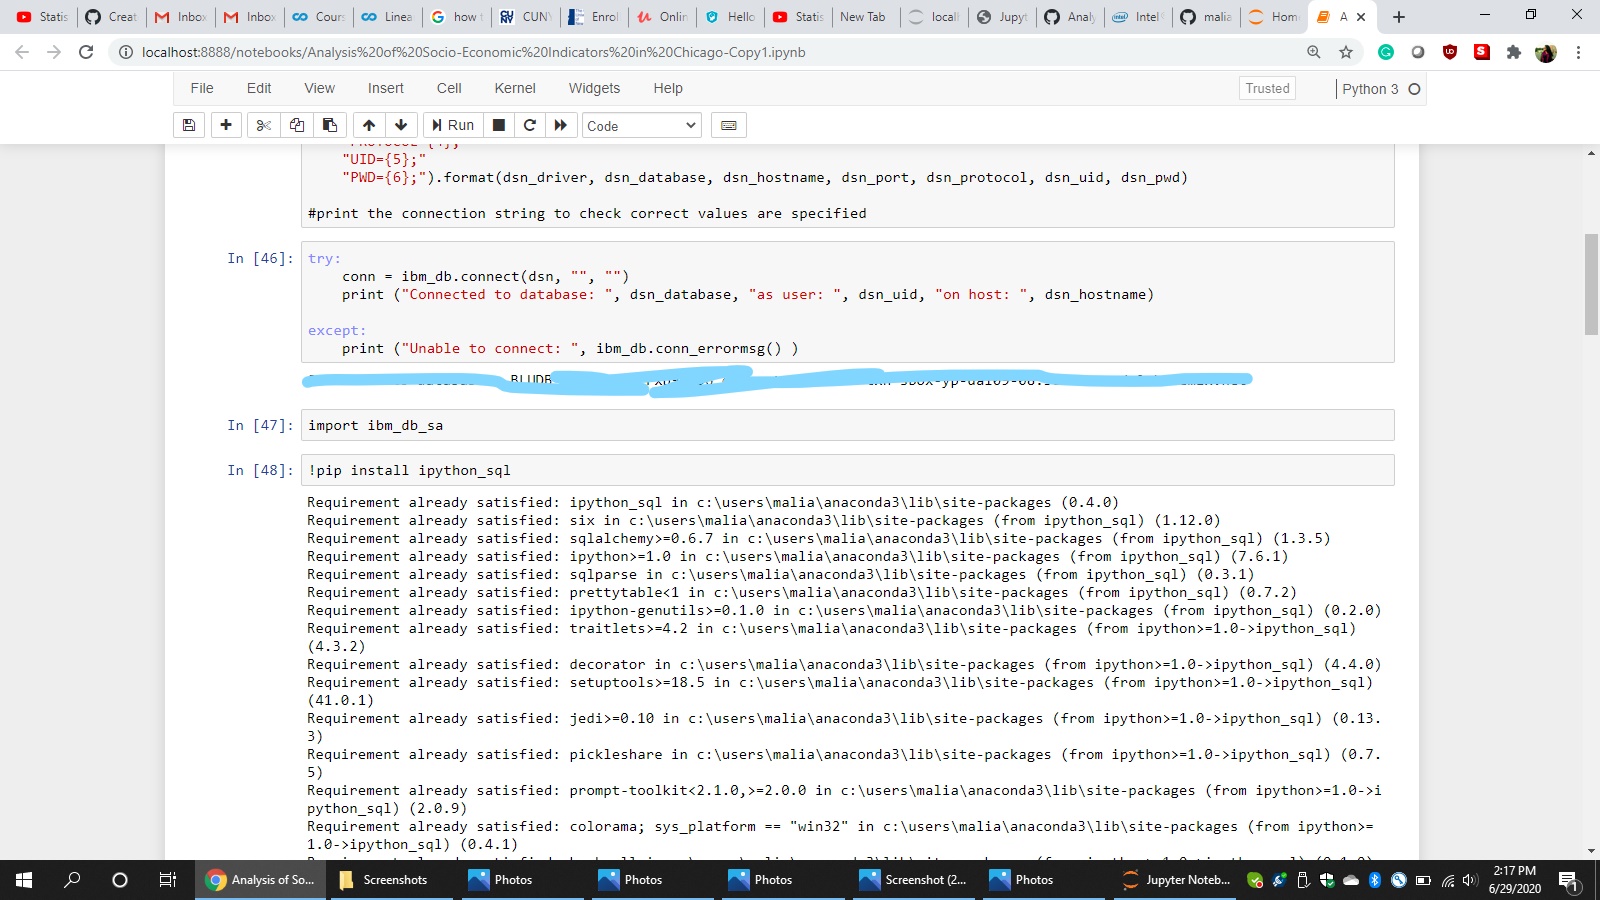 Statis Creat Inbox Inbox Cours Linea how t CUNY Enroll Onlin Hello Statis New Tab locall Jupyt Analy Intel malia Hom A
localhost:8888/notebooks/Analysis%20of%20Socio-Economic%20Indicators%20in%20Chicago-Copy1.ipynb
File Edit View Insert Cell Kernel Widgets Help Trusted Python 3
Run Code
"UID={5};"
"PWD={6};").format(dsn_driver, dsn_database, dsn_hostname, dsn_port, dsn_protocol, dsn_uid, dsn_pwd)
#print the connection string to check correct values are specified
In [46]: try:
conn = ibm_db.connect(dsn, "", "")
print ("Connected to database: ", dsn_database, "as user: ", dsn_uid, "on host: ", dsn_hostname)
except:
print ("Unable to connect: ", ibm_db.conn_errormsg() )
BLUDB
In [47]: import ibm_db_sa
In [48]: !pip install ipython_sql
Requirement already satisfied: ipython_sql in c:\users\malia\anaconda3\lib\site-packages (0.4.0)
Requirement already satisfied: six in c:\users\malia\anaconda3\lib\site-packages (from ipython_sql) (1.12.0)
Requirement already satisfied: sqlalchemy>=0.6.7 in c:\users\malia\anaconda3\lib\site-packages (from ipython_sql) (1.3.5)
Requirement already satisfied: ipython>=1.0 in c:\users\malia\anaconda3\lib\site-packages (from ipython_sql) (7.6.1)
Requirement already satisfied: sqlparse in c:\users\malia\anaconda3\lib\site-packages (from ipython_sql) (0.3.1)
Requirement already satisfied: prettytable<1 in c:\users\malia\anaconda3\lib\site-packages (from ipython_sql) (0.7.2)
Requirement already satisfied: ipython-genutils>=0.1.0 in c:\users\malia\anaconda3\lib\site-packages (from ipython_sql) (0.2.0)
Requirement already satisfied: traitlets>=4.2 in c:\users\malia\anaconda3\lib\site-packages (from ipython>=1.0->ipython_sql)
(4.3.2)
Requirement already satisfied: decorator in c:\users\malia\anaconda3\lib\site-packages (from ipython>=1.0->ipython_sql) (4.4.0)
Requirement already satisfied: setuptools>=18.5 in c:\users\malia\anaconda3\lib\site-packages (from ipython>=1.0->ipython_sql)
(41.0.1)
Requirement already satisfied: jedi>=0.10 in c:\users\malia\anaconda3\lib\site-packages (from ipython>=1.0->ipython_sql) (0.13.
3)
Requirement already satisfied: pickleshare in c:\users\malia\anaconda3\lib\site-packages (from ipython>=1.0->ipython_sql) (0.7.
5)
Requirement already satisfied: prompt-toolkit<2.1.0,>=2.0.0 in c:\users\malia\anaconda3\lib\site-packages (from ipython>=1.0->i
python_sql) (2.0.9)
Requirement already satisfied: colorama; sys_platform == "win32" in c:\users\malia\anaconda3\lib\site-packages (from ipython>=
1.0->ipython_sql) (0.4.1)
Analysis of So... Screenshots Photos Photos Photos Screenshot (2... Photos Jupyter Noteb... 2:17 PM
6/29/2020 1